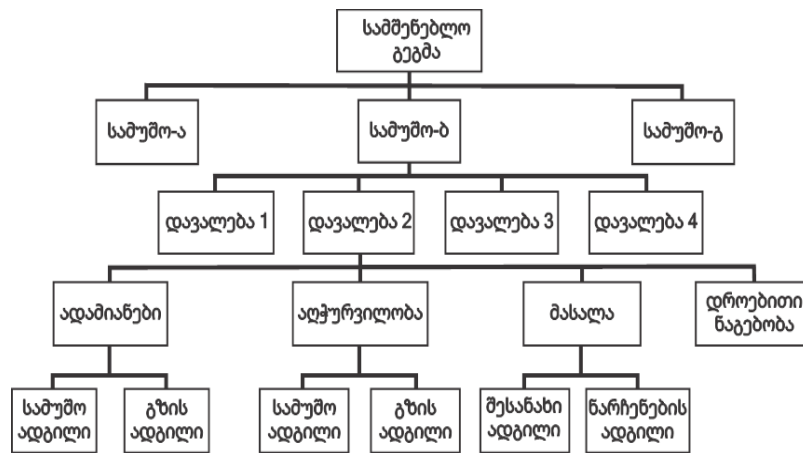 სამშენებლო
გეგმა
სამუშო-ა
სამუშო-ბ
სამუშო-გ
დავალება 1
დავალება 2
დავალება 3
დავალება 4
ადამიანები
აღჭურვილობა
მასალა
დროებითი
ნაგებობა
სამუშო
ადგილი
გზის
ადგილი
სამუშო
ადგილი
გზის
ადგილი
შესანახი
ადგილი
ნარჩენების
ადგილი